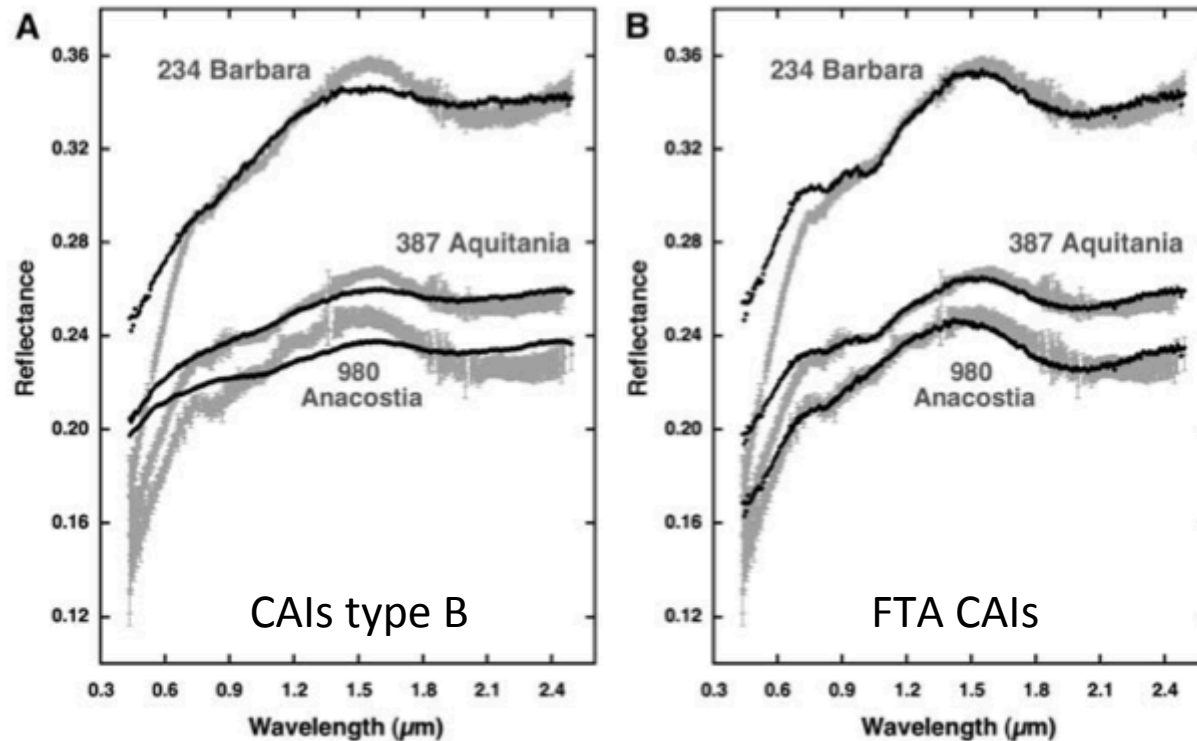 A
0.36
0.32
0.28
0.24
0.20
0.16
0.12
Reflectance
234 Barbara
387 Aquitania
980
Anacostia
CAIs type B
0.3 0.6 0.9 1.2 1.5 1.8 2.1 2.4
Wavelength (µm)
B
0.36
0.32
0.28
0.24
0.20
0.16
0.12
Reflectance
234 Barbara
387 Aquitania
980
Anacostia
FTA CAIs
0.3 0.6 0.9 1.2 1.5 1.8 2.1 2.4
Wavelength (µm)